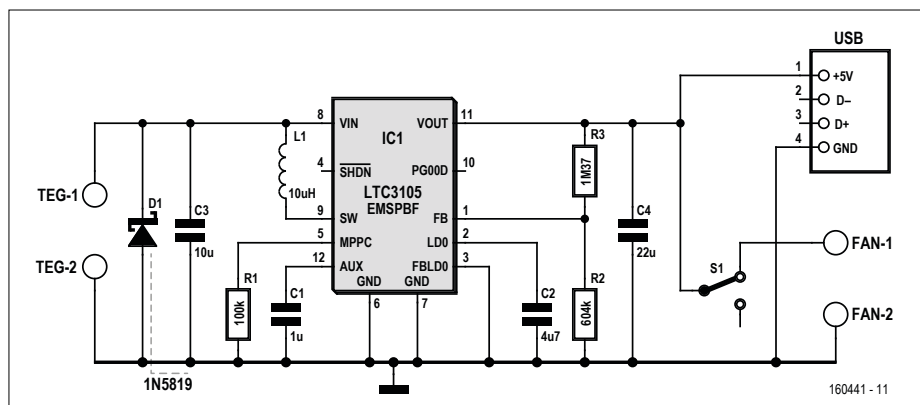 USB
1
+5V
2
D–
3
D+
4
GND
TEG-1
TEG-2
D1
1N5819
C3
10u
L1
10uH
8
VIN
4
SHDN
9
SW
5
MPPC
12
AUX
GND
6
GND
7
IC1
LTC3105
EMSPBF
VOUT
11
PG00D
10
FB
1
LD0
2
FBLD0
3
R1
100k
C1
1u
C2
4u7
R3
1M37
R2
604k
C4
22u
S1
FAN-1
FAN-2
160441 - 11